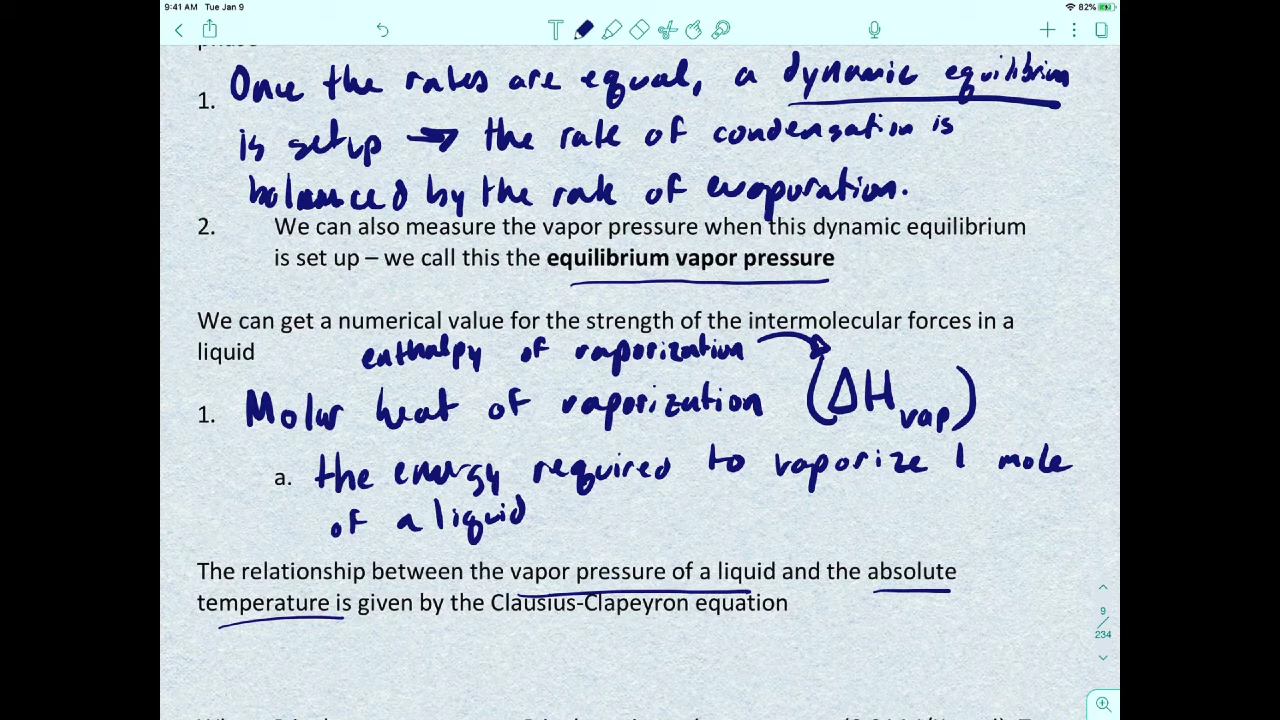 9:41 AM Tue Jan 9
82%
phase
1. Once the rates are equal, a dynamic equilibrium
is setup → the rate of condensation is
balanced by the rate of evaporation.
2. We can also measure the vapor pressure when this dynamic equilibrium
is set up – we call this the equilibrium vapor pressure
We can get a numerical value for the strength of the intermolecular forces in a
liquid
enthalpy of vaporization
1. Molar heat of vaporization (ΔHvap)
a. the energy required to vaporize 1 mole
of a liquid
The relationship between the vapor pressure of a liquid and the absolute
temperature is given by the Clausius-Clapeyron equation
9
/
234